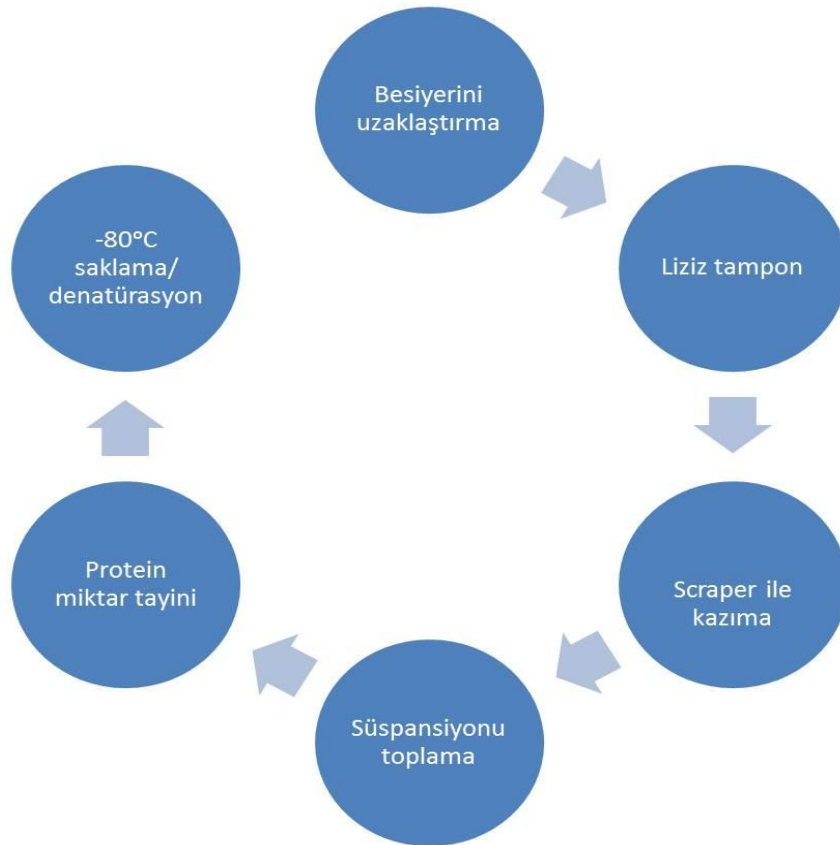 Besiyerini
uzaklaştırma
Liziz tampon
Scraper ile
kazıma
Süspansiyonu
toplama
Protein
miktar tayini
-80°C
saklama/
denatürasyon